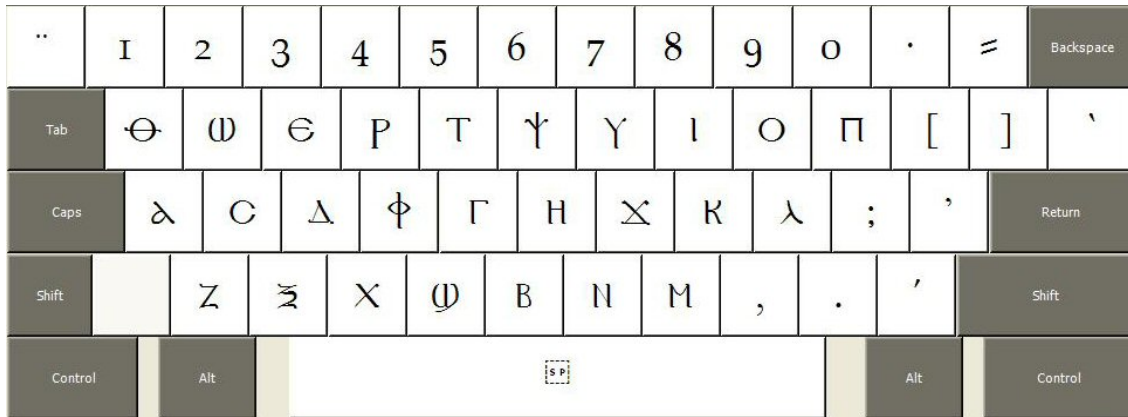 ¨ 1 2 3 4 5 6 7 8 9 0 · ⸗ Backspace
Tab ⲑ ⲱ ⲉ ⲣ ⲧ ⲯ ⲩ ⲓ ⲟ ⲡ [ ] `
Caps ⲁ ⲥ ⲇ ⲫ ⲅ ⲏ ϫ ⲕ ⲗ ; ’ Return
Shift ⲍ ⲝ ⲭ ϣ ⲃ ⲛ ⲙ , . ′ Shift
Control Alt SP Alt Control